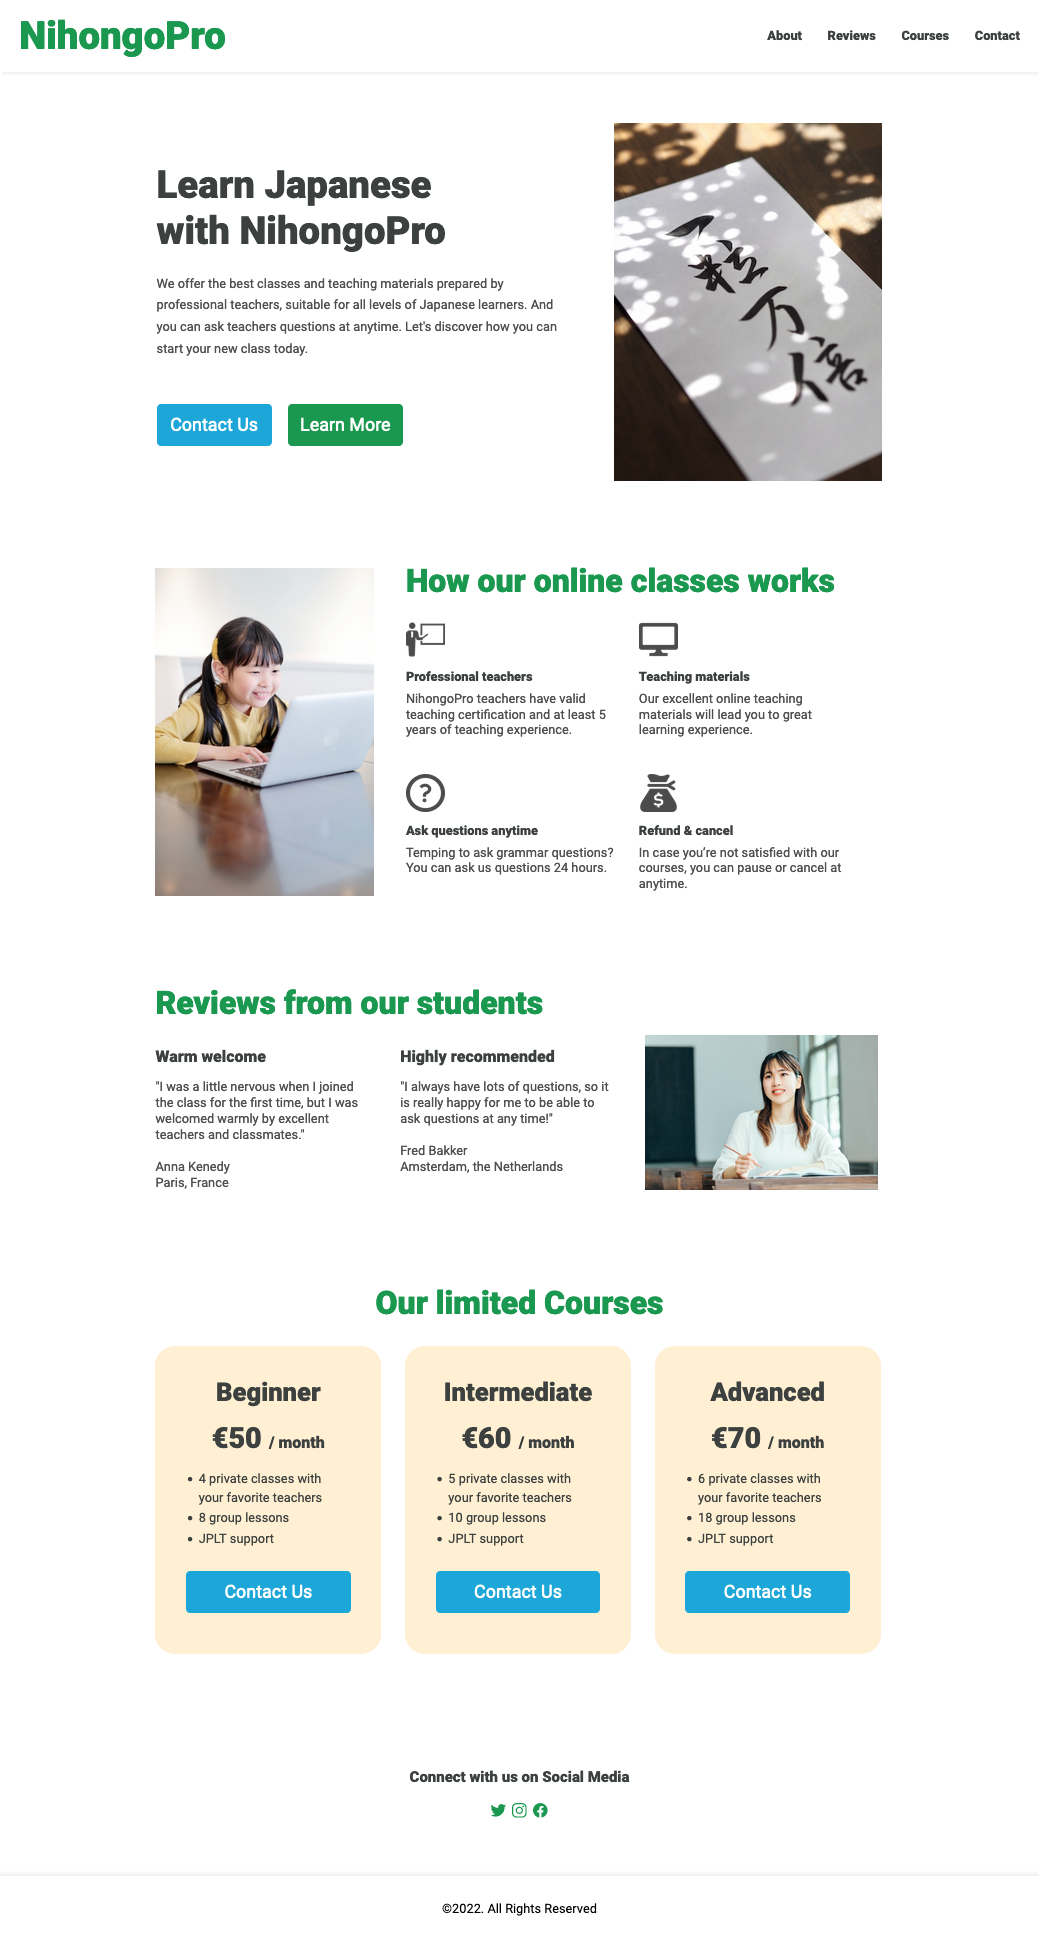 NihongoPro
About Reviews Courses Contact
Learn Japanese
with NihongoPro
We offer the best classes and teaching materials prepared by
professional teachers, suitable for all levels of Japanese learners. And
you can ask teachers questions at anytime. Let's discover how you can
start your new class today.
Contact Us Learn More
一粒
万
倍
How our online classes works
Professional teachers
NihongoPro teachers have valid
teaching certification and at least 5
years of teaching experience.
Teaching materials
Our excellent online teaching
materials will lead you to great
learning experience.
?
Ask questions anytime
Temping to ask grammar questions?
You can ask us questions 24 hours.
$
Refund & cancel
In case you’re not satisfied with our
courses, you can pause or cancel at
anytime.
Reviews from our students
Warm welcome
"I was a little nervous when I joined
the class for the first time, but I was
welcomed warmly by excellent
teachers and classmates."
Anna Kenedy
Paris, France
Highly recommended
"I always have lots of questions, so it
is really happy for me to be able to
ask questions at any time!"
Fred Bakker
Amsterdam, the Netherlands
Our limited Courses
Beginner
€50 / month
• 4 private classes with
your favorite teachers
• 8 group lessons
• JPLT support
Contact Us
Intermediate
€60 / month
• 5 private classes with
your favorite teachers
• 10 group lessons
• JPLT support
Contact Us
Advanced
€70 / month
• 6 private classes with
your favorite teachers
• 18 group lessons
• JPLT support
Contact Us
Connect with us on Social Media
©2022. All Rights Reserved